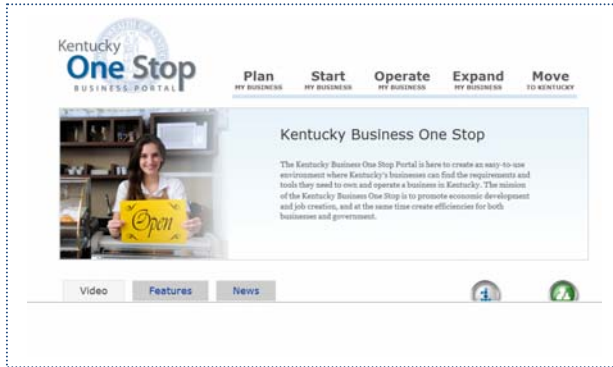 Kentucky
One Stop
BUSINESS PORTAL
Plan
MY BUSINESS
Start
MY BUSINESS
Operate
MY BUSINESS
Expand
MY BUSINESS
Move
TO KENTUCKY
Kentucky Business One Stop
The Kentucky Business One Stop Portal is here to create an easy-to-use
environment where Kentucky's businesses can find the requirements and
tools they need to own and operate a business in Kentucky. The mission
of the Kentucky Business One Stop is to promote economic development
and job creation, and at the same time create efficiencies for both
businesses and government.
Open
Video
Features
News